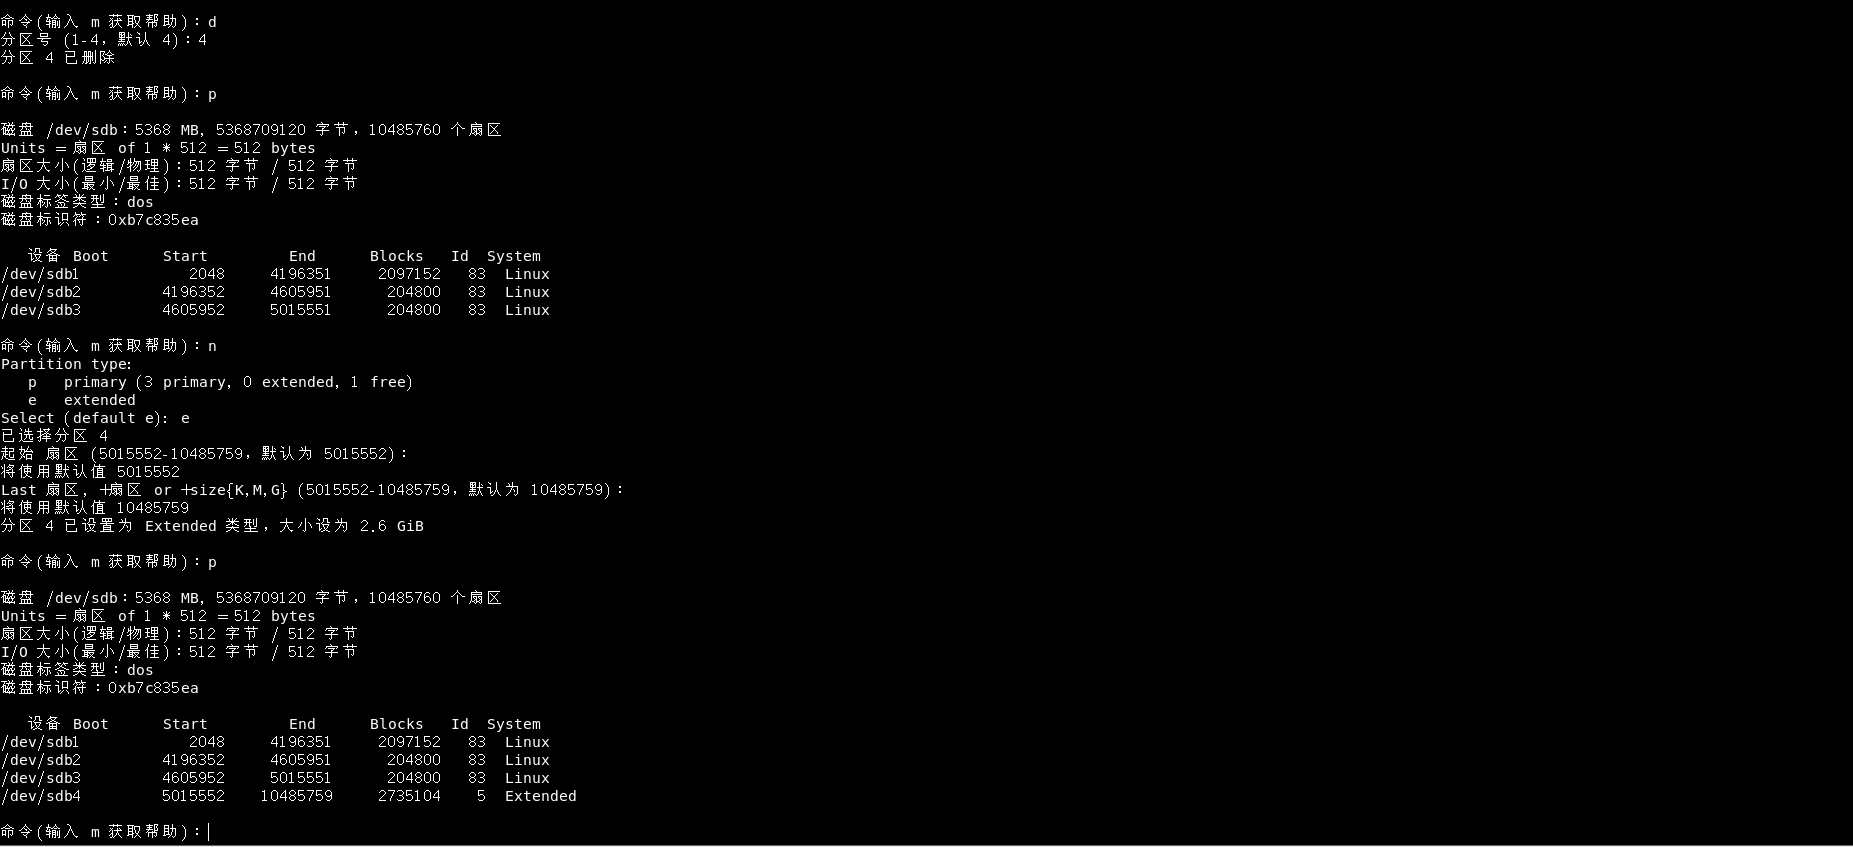 命令(输入 m 获取帮助)：d
分区号 (1-4，默认 4)：4
分区 4 已删除
命令(输入 m 获取帮助)：p
磁盘 /dev/sdb：5368 MB, 5368709120 字节，10485760 个扇区
Units = 扇区 of 1 * 512 = 512 bytes
扇区大小(逻辑/物理)：512 字节 / 512 字节
I/O 大小(最小/最佳)：512 字节 / 512 字节
磁盘标签类型：dos
磁盘标识符：0xb7c835ea
设备 Boot      Start         End      Blocks   Id  System
/dev/sdb1            2048     4196351     2097152   83  Linux
/dev/sdb2         4196352     4605951      204800   83  Linux
/dev/sdb3         4605952     5015551      204800   83  Linux
命令(输入 m 获取帮助)：n
Partition type:
p   primary (3 primary, 0 extended, 1 free)
e   extended
Select (default e): e
已选择分区 4
起始 扇区 (5015552-10485759，默认为 5015552)：
将使用默认值 5015552
Last 扇区, +扇区 or +size{K,M,G} (5015552-10485759，默认为 10485759)：
将使用默认值 10485759
分区 4 已设置为 Extended 类型，大小设为 2.6 GiB
命令(输入 m 获取帮助)：p
磁盘 /dev/sdb：5368 MB, 5368709120 字节，10485760 个扇区
Units = 扇区 of 1 * 512 = 512 bytes
扇区大小(逻辑/物理)：512 字节 / 512 字节
I/O 大小(最小/最佳)：512 字节 / 512 字节
磁盘标签类型：dos
磁盘标识符：0xb7c835ea
设备 Boot      Start         End      Blocks   Id  System
/dev/sdb1            2048     4196351     2097152   83  Linux
/dev/sdb2         4196352     4605951      204800   83  Linux
/dev/sdb3         4605952     5015551      204800   83  Linux
/dev/sdb4         5015552    10485759     2735104    5  Extended
命令(输入 m 获取帮助)：